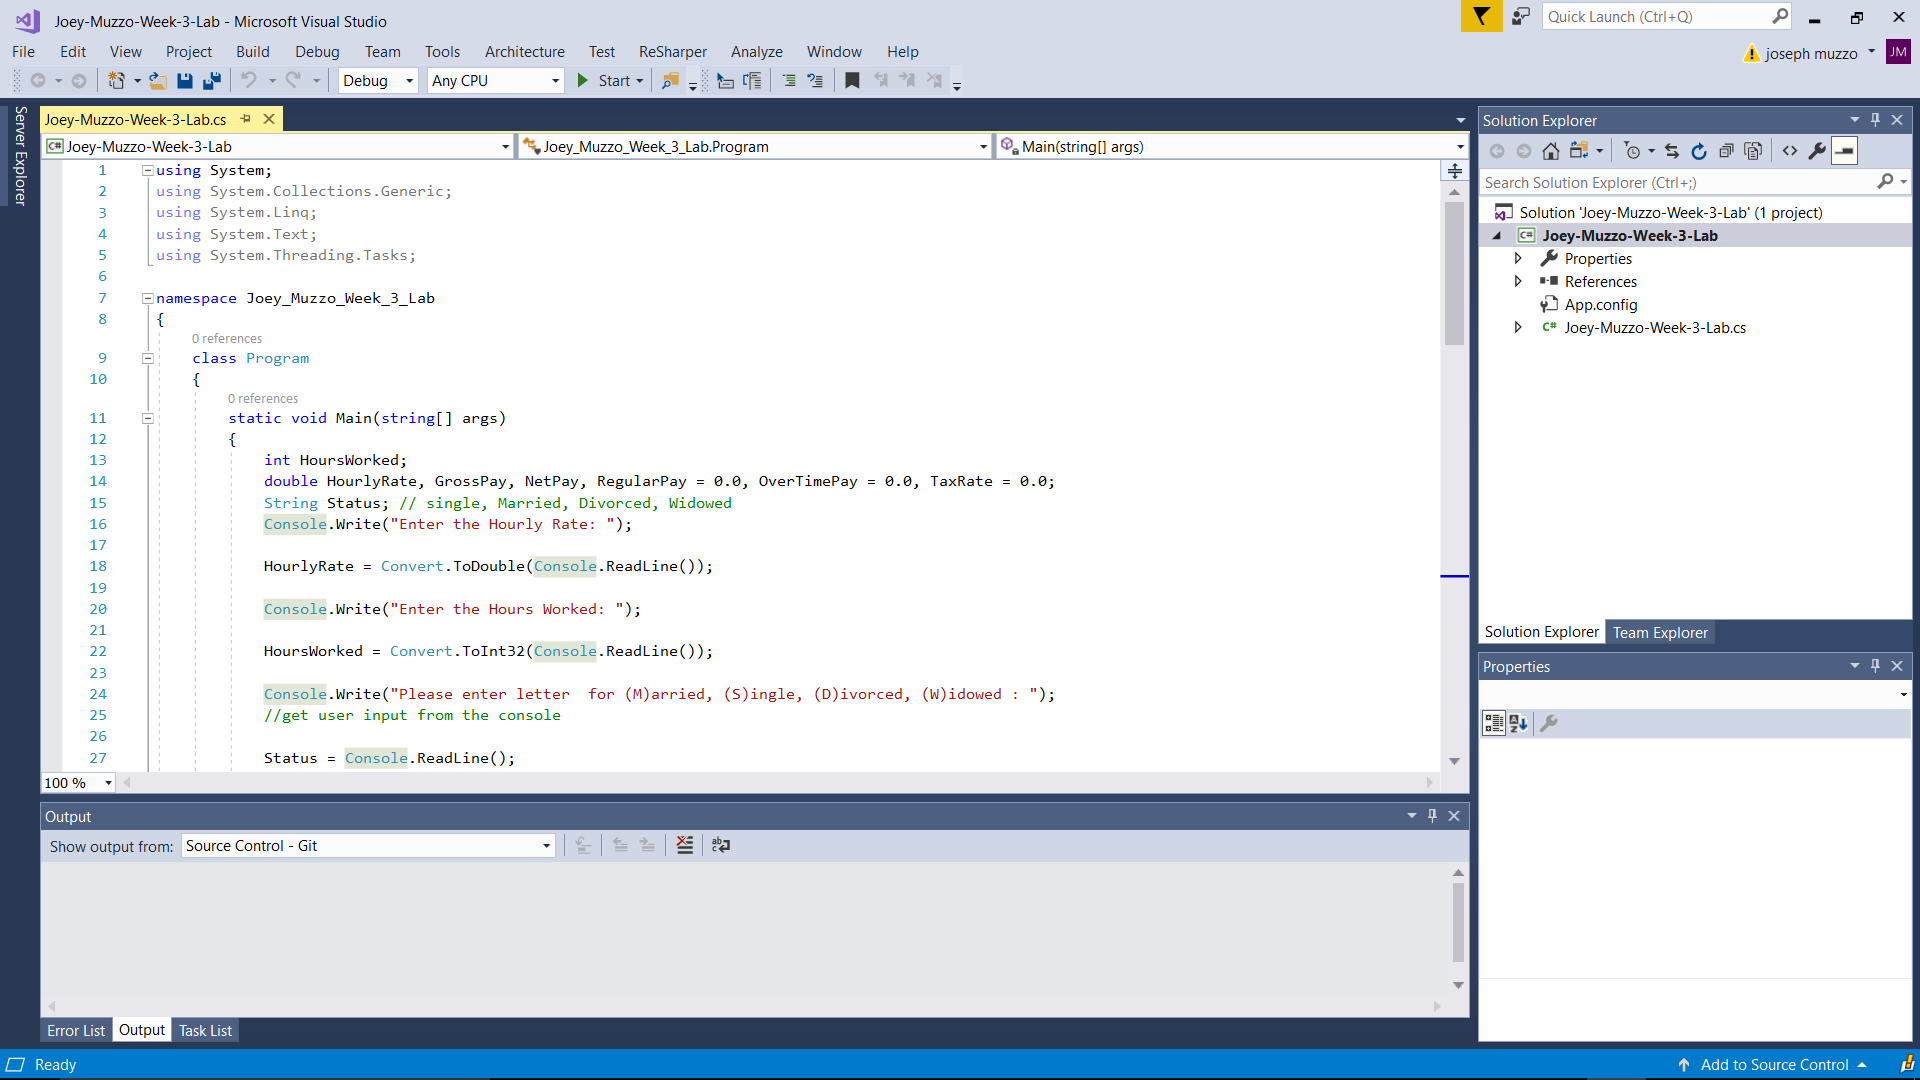 Joey-Muzzo-Week-3-Lab - Microsoft Visual Studio
Quick Launch (Ctrl+Q)
File Edit View Project Build Debug Team Tools Architecture Test ReSharper Analyze Window Help
joseph muzzo JM
Debug Any CPU Start
Server Explorer
Joey-Muzzo-Week-3-Lab.cs
C# Joey-Muzzo-Week-3-Lab Joey_Muzzo_Week_3_Lab.Program Main(string[] args)
1 using System;
2 using System.Collections.Generic;
3 using System.Linq;
4 using System.Text;
5 using System.Threading.Tasks;
6
7 namespace Joey_Muzzo_Week_3_Lab
8 {
0 references
9 class Program
10 {
0 references
11 static void Main(string[] args)
12 {
13 int HoursWorked;
14 double HourlyRate, GrossPay, NetPay, RegularPay = 0.0, OverTimePay = 0.0, TaxRate = 0.0;
15 String Status; // single, Married, Divorced, Widowed
16 Console.Write("Enter the Hourly Rate: ");
17
18 HourlyRate = Convert.ToDouble(Console.ReadLine());
19
20 Console.Write("Enter the Hours Worked: ");
21
22 HoursWorked = Convert.ToInt32(Console.ReadLine());
23
24 Console.Write("Please enter letter  for (M)arried, (S)ingle, (D)ivorced, (W)idowed : ");
25 //get user input from the console
26
27 Status = Console.ReadLine();
100 %
Output
Show output from: Source Control - Git
Error List Output Task List
Solution Explorer
Search Solution Explorer (Ctrl+;)
Solution 'Joey-Muzzo-Week-3-Lab' (1 project)
C# Joey-Muzzo-Week-3-Lab
Properties
References
App.config
C# Joey-Muzzo-Week-3-Lab.cs
Solution Explorer Team Explorer
Properties
Ready
Add to Source Control